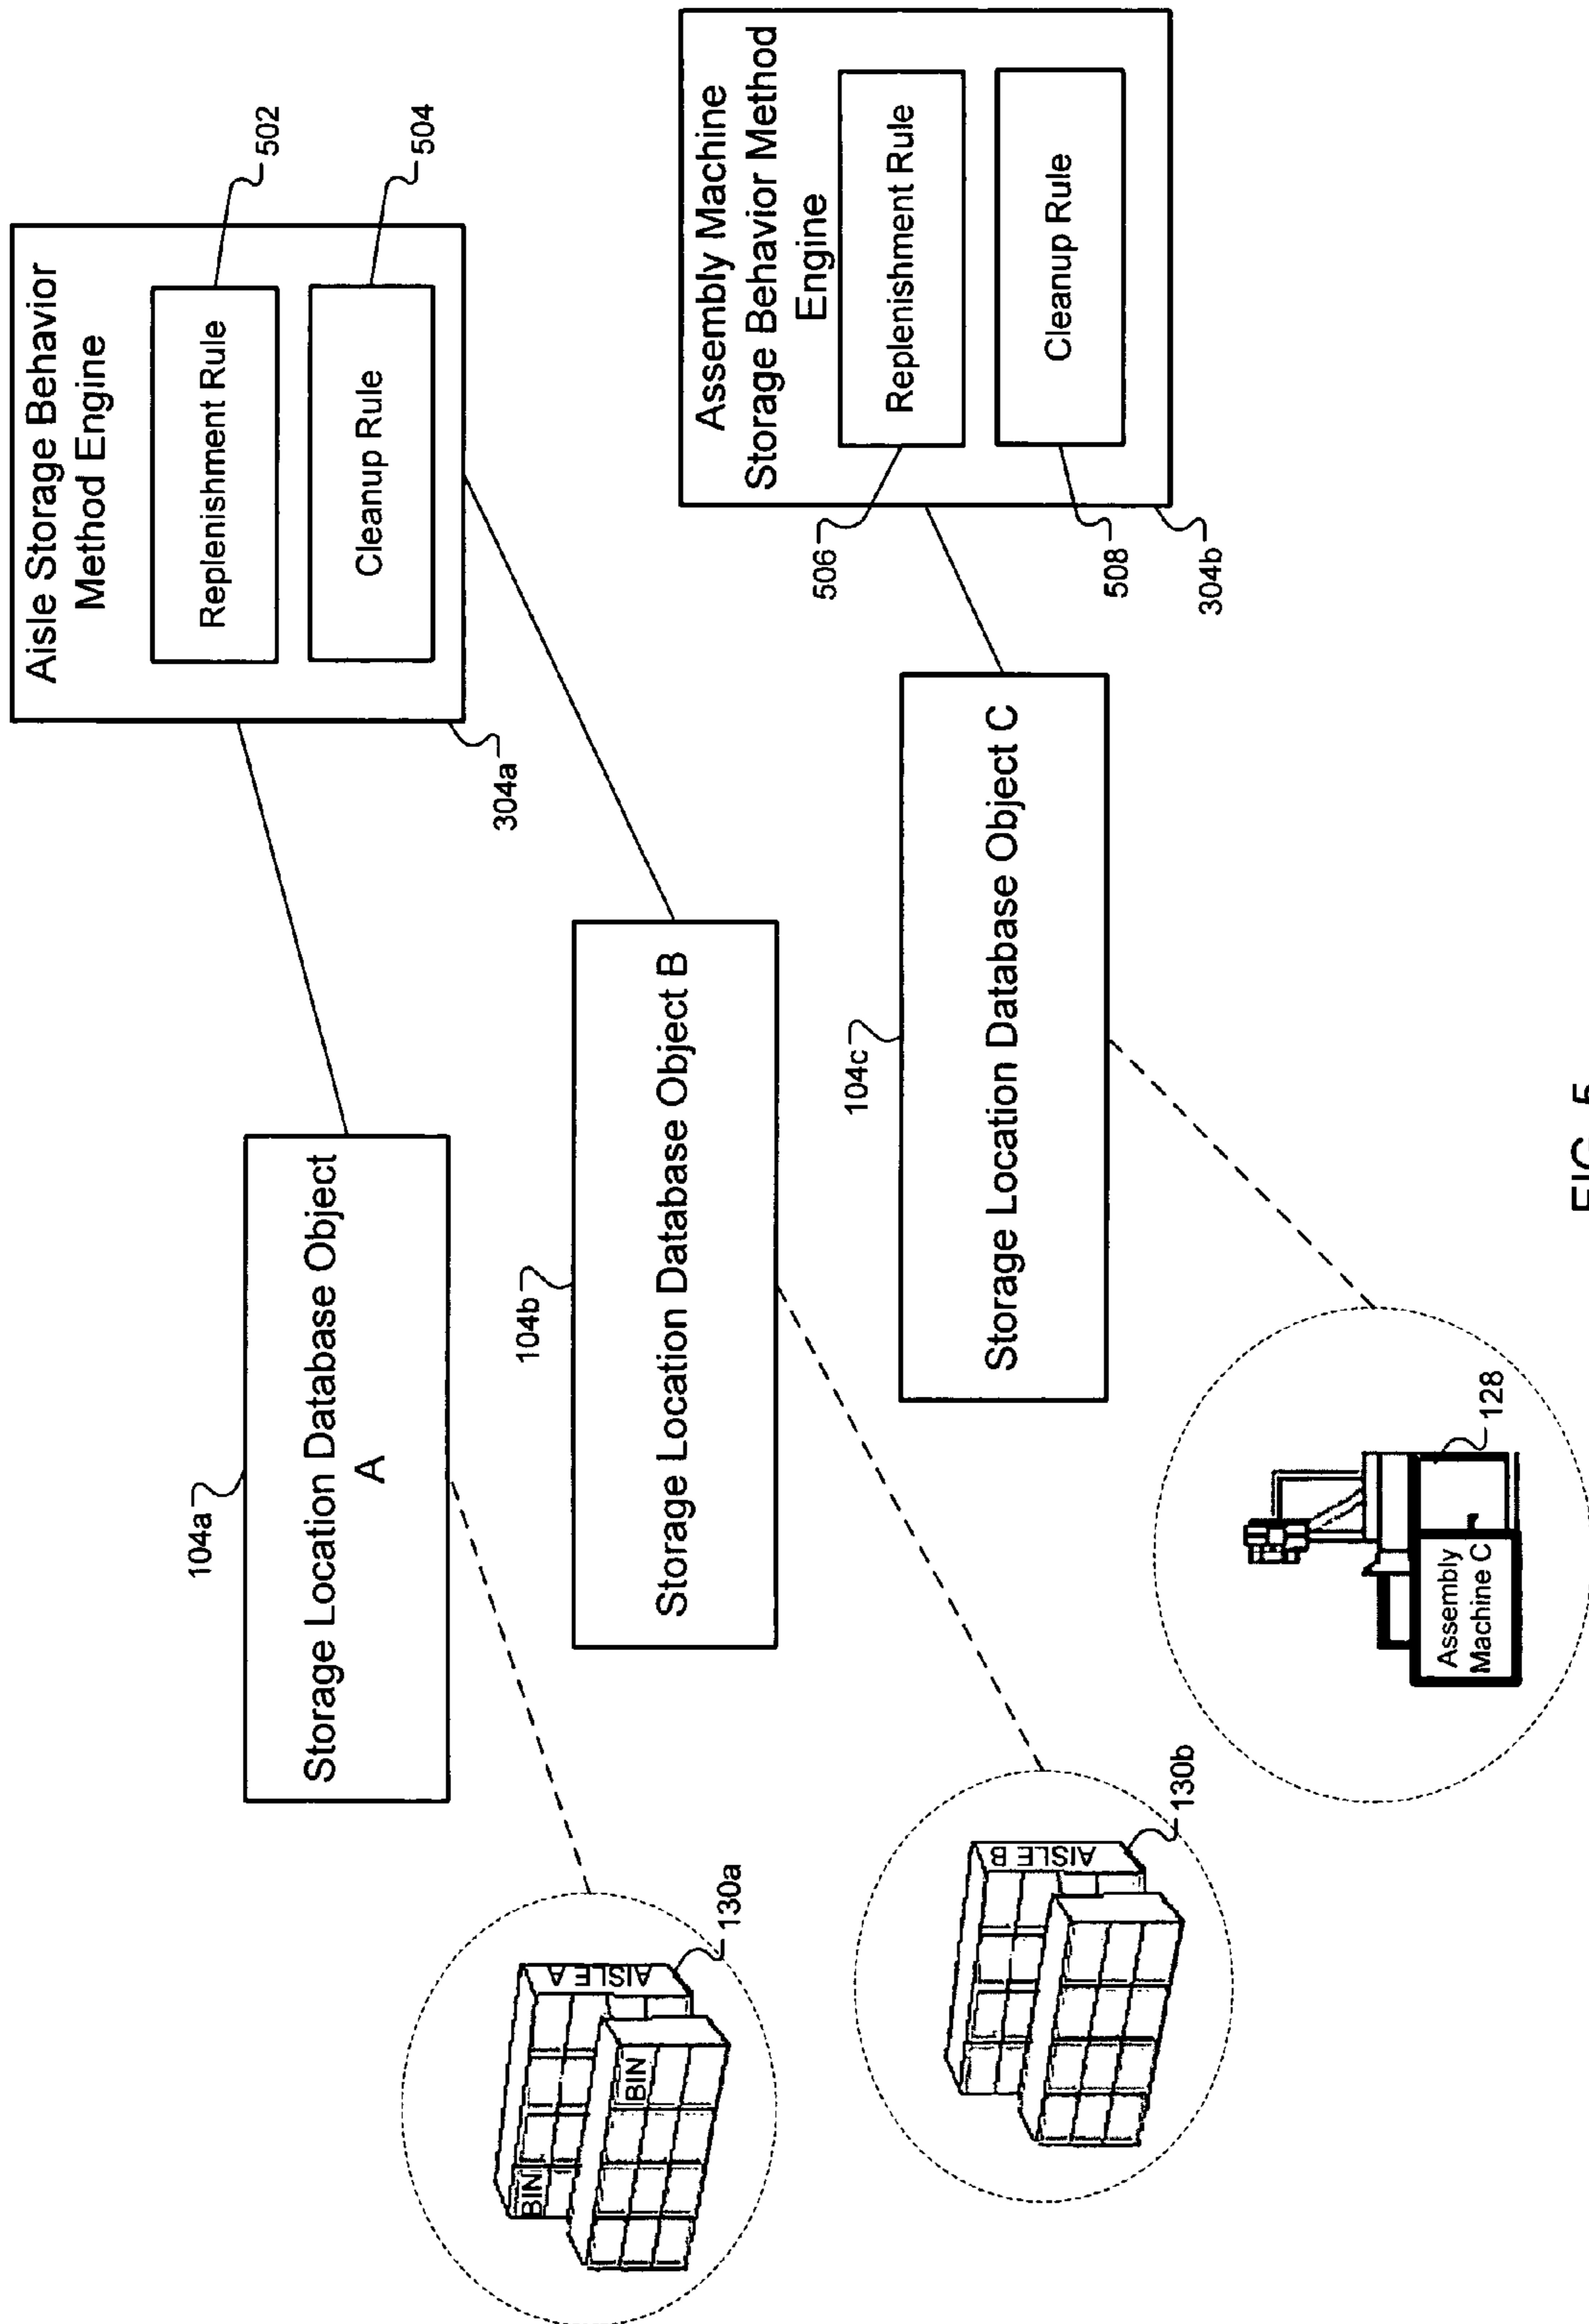 Aisle Storage Behavior
Method Engine
Replenishment Rule
502
Cleanup Rule
504
304a
Assembly Machine
Storage Behavior Method
Engine
Replenishment Rule
506
Cleanup Rule
508
304b
104a
Storage Location Database Object
A
104b
Storage Location Database Object B
104c
Storage Location Database Object C
AISLE A
BIN
BIN
130a
AISLE B
130b
Assembly
Machine C
128
FIG. 5